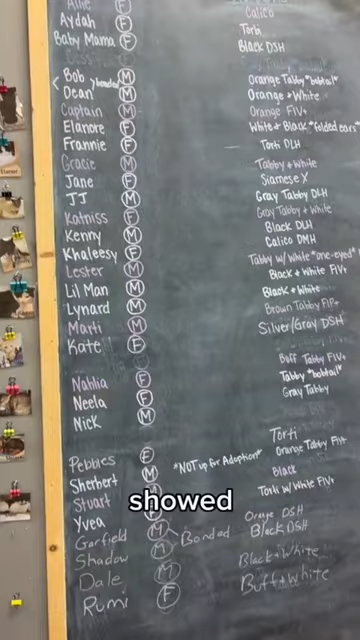 Allie F Calico
Aydah F Torbi
Baby Mama F Black DSH
Bob bonded M Orange Tabby *bobtail*
Dean M Orange + White
Captain M Orange FIV+
Elanore F White + Black *folded ears*
Frannie F Torti DLH
Gracie M Tabby + White
Jane F Siamese X
JJ M Gray Tabby DLH
Katniss F Gray Tabby + White
Kenny M Black DLH
Khaleesy F Calico DMH
Lester M Tabby w/ White *one-eyed*
Lil Man M Black + White FIV+
Lynard M Black + White
Marti M Brown Tabby FIV+
Kate F Silver/Gray DSH
Buff Tabby FIV+
Nahlia F Tabby *bobtail*
Neela F Gray Tabby
Nick M
Pebbles F Torti
Sherbert M *NOT up for Adoption* Orange Tabby FIV+
Stuart M Black
Yvea Torti w/ White FIV+
Garfield M Bonded Orange DSH
Shadow M Black DSH
Dale M Black + White
Rumi F Buff + White
showed